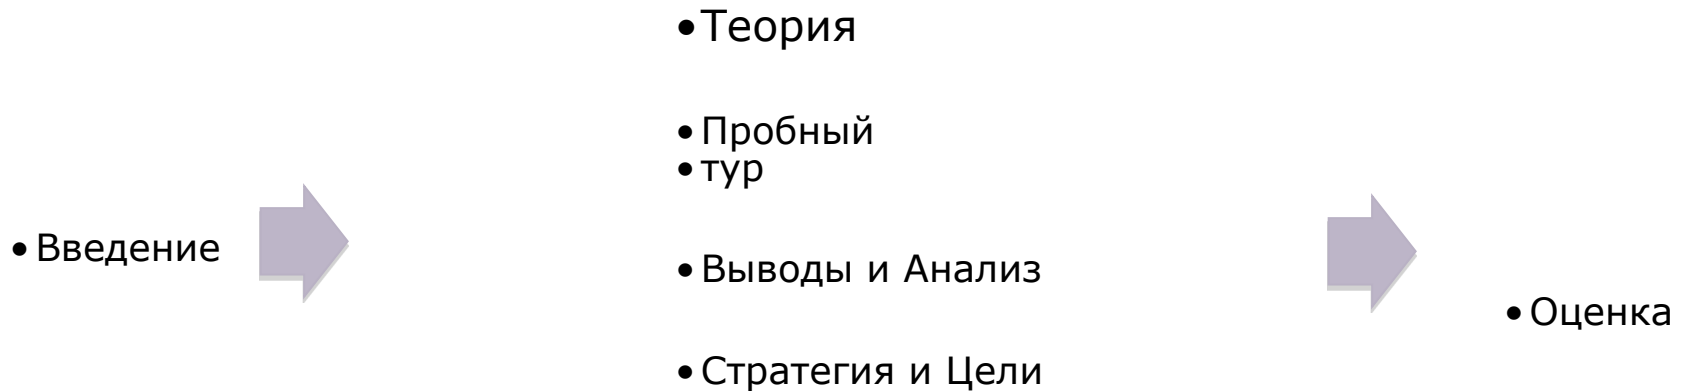 • Введение
• Теория
• Пробный
• тур
• Выводы и Анализ
• Стратегия и Цели
• Оценка